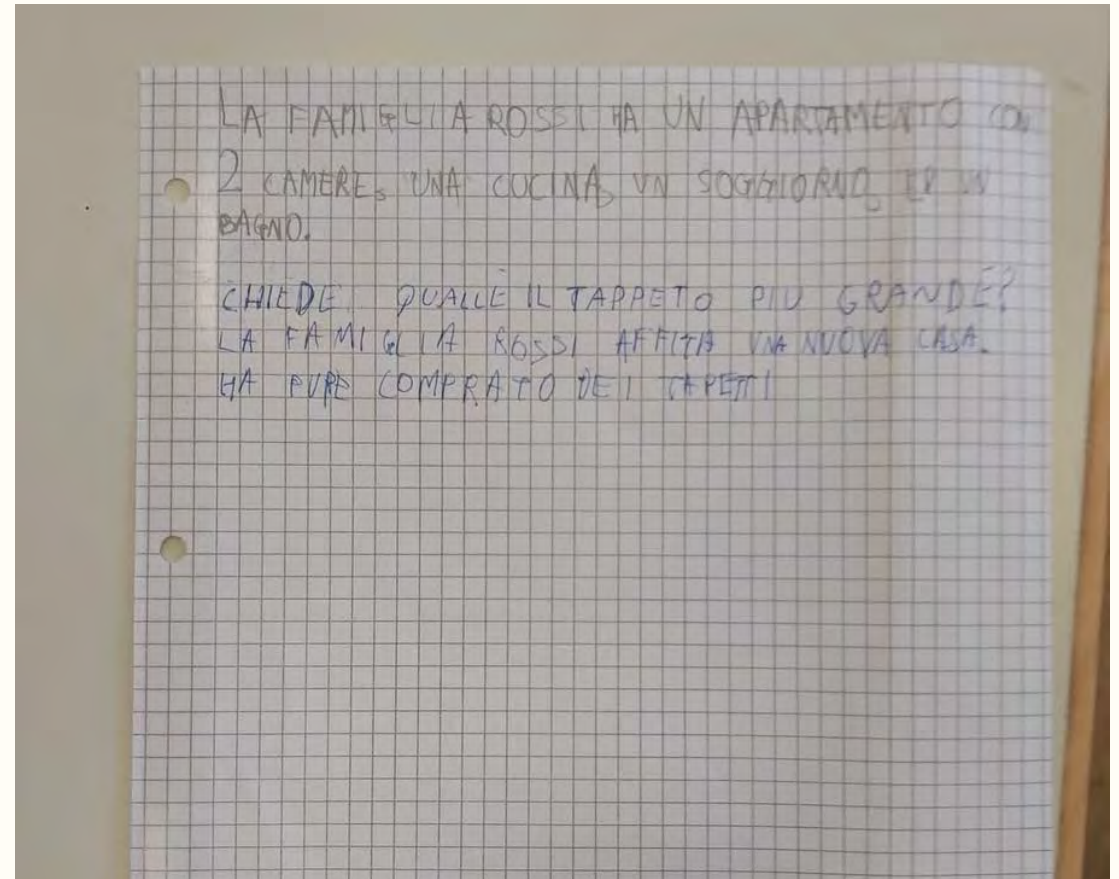 LA FAMIGLIA ROSSI HA UN APARTAMENTO CON
2 CAMERE, UNA CUCINA, UN SOGGIORNO, UN
BAGNO.
CHIEDE QUALLE IL TAPPETO PIU GRANDE?
LA FAMIGLIA ROSSI AFFITA UNA NUOVA CASA.
HA PURE COMPRATO DEI TAPETTI